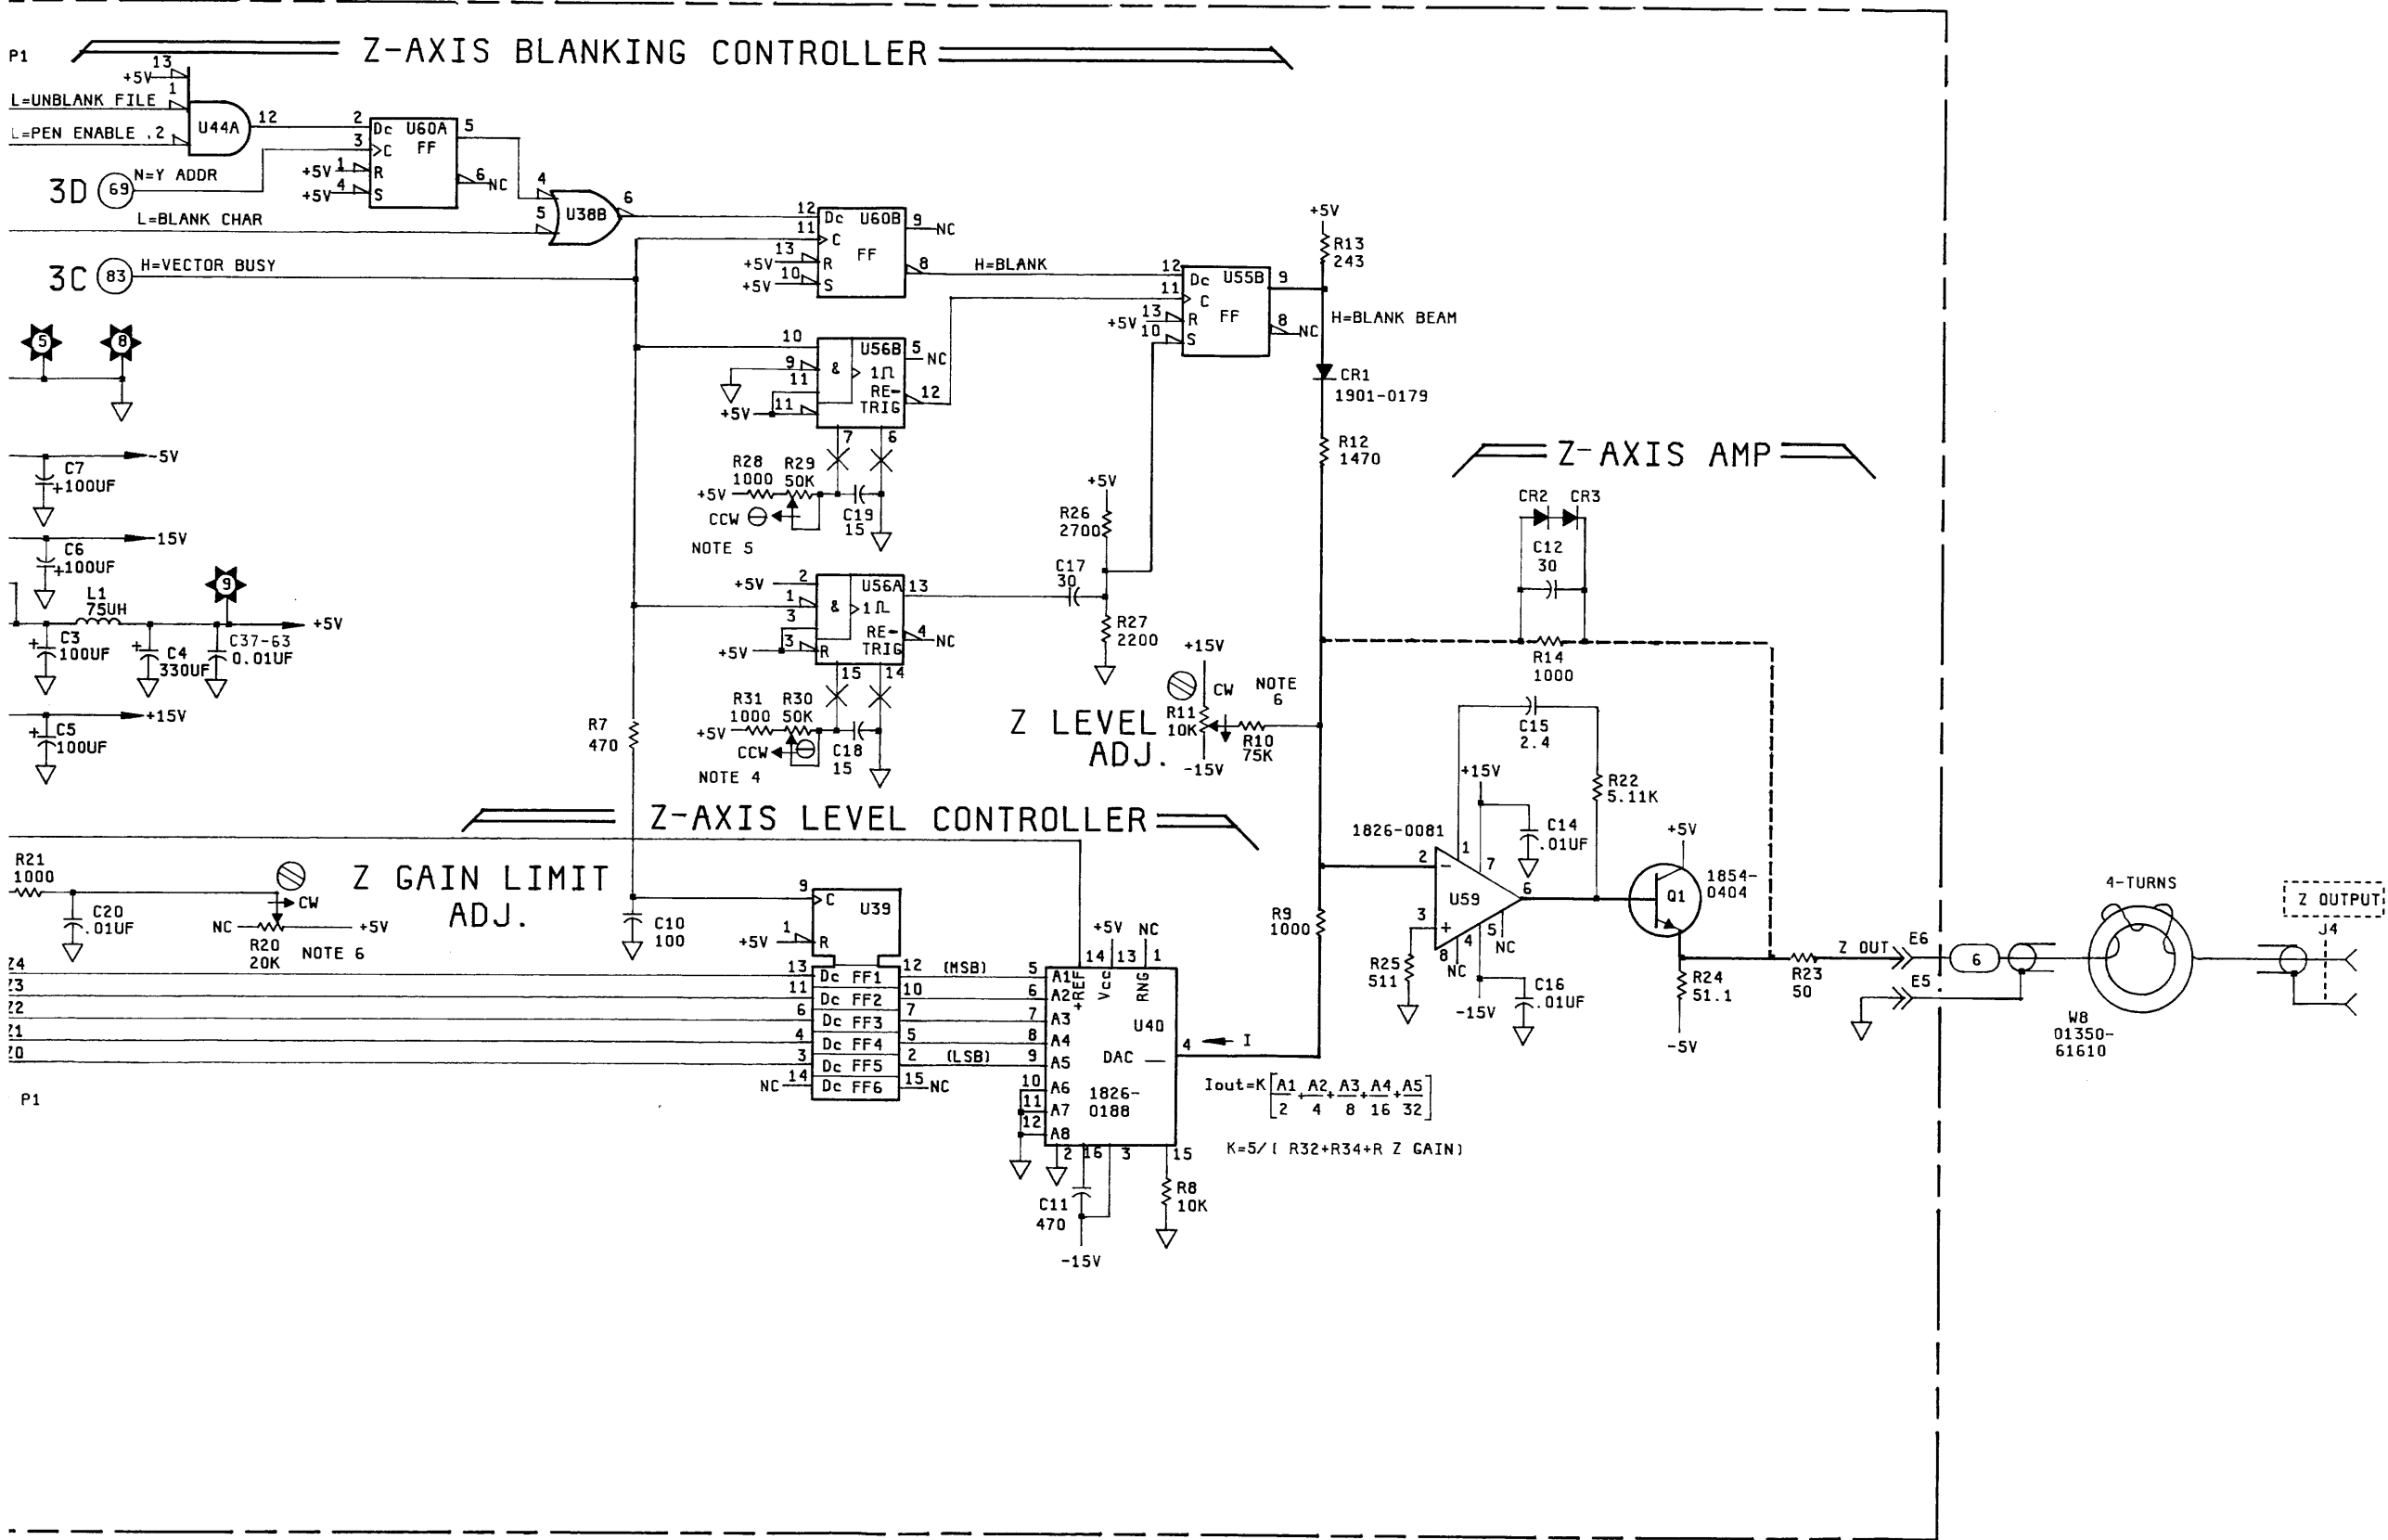 Z-AXIS BLANKING CONTROLLER
P1
13
+5V
1
L=UNBLANK FILE
L=PEN ENABLE .2
U44A
12
2
Dc U60A
5
3
C FF
+5V 1 R
+5V 4 S
6 NC
3D 69 N=Y ADDR
L=BLANK CHAR
4
5
U38B
6
3C 83 H=VECTOR BUSY
12
Dc U60B
9
NC
11
C
FF
+5V 13 R
+5V 10 S
8
H=BLANK
12
Dc U55B
9
11
C
FF
+5V 13 R
10 S
8
NC
+5V
R13
243
H=BLANK BEAM
CR1
1901-0179
R12
1470
5
8
10
U56B
5
NC
9
&
1
11
RE-
TRIG
12
+5V
11
7
6
R28
1000
R29
50K
+5V
CCW
C19
15
NOTE 5
-5V
C7
+100UF
-15V
C6
+100UF
9
L1
75UH
+5V
+
C3
100UF
+
C4
330UF
C37-63
0.01UF
+15V
+
C5
100UF
+5V
2
U56A
13
1
&
1
3
RE-
TRIG
4
NC
+5V
3
R
15
14
R31
1000
R30
50K
+5V
CCW
C18
15
NOTE 4
C17
30
+5V
R26
2700
R27
2200
R7
470
Z LEVEL
ADJ.
+15V
CW
NOTE
6
R11
10K
-15V
R10
75K
Z-AXIS AMP
CR2
CR3
C12
30
R14
1000
C15
2.4
R22
5.11K
+15V
C14
.01UF
1826-0081
1
2
-
7
U59
6
3
+
8
NC
4
5
NC
R25
511
-15V
C16
.01UF
+5V
1854-
0404
Q1
R24
51.1
-5V
R23
50
Z OUT
E6
E5
6
4-TURNS
W8
01350-
61610
Z OUTPUT
J4
Z-AXIS LEVEL CONTROLLER
R21
1000
C20
.01UF
Z GAIN LIMIT
ADJ.
CW
NC
+5V
R20
20K
NOTE 6
C10
100
9
C
U39
+5V 1 R
Z4
Z3
Z2
Z1
Z0
13 Dc FF1 12 (MSB) 5 A1
11 Dc FF2 10 6 A2
6 Dc FF3 7 7 A3
4 Dc FF4 5 8 A4
3 Dc FF5 2 (LSB) 9 A5
NC 14 Dc FF6 15 NC
10 A6
11 A7
12 A8
+5V
NC
14
13
1
+REF
Vcc
RNG
U40
DAC
1826-
0188
4
I
2
16
3
15
C11
470
-15V
R8
10K
R9
1000
Iout=K[A1/2+A2/4+A3/8+A4/16+A5/32]
K=5/( R32+R34+R Z GAIN)
P1